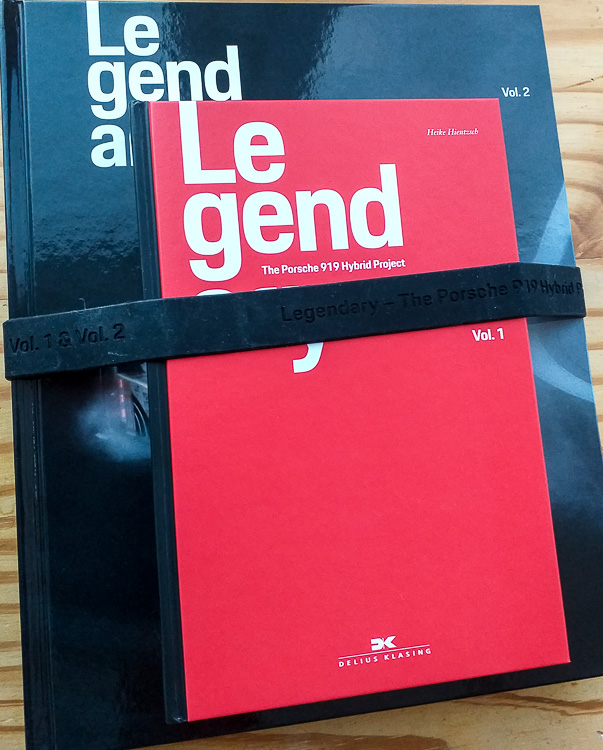 Le
gend
Vol. 2
Heike Hientzsch
Le
gend
The Porsche 919 Hybrid Project
Legendary – The Porsche 919 Hybrid
Vol. 1 & Vol. 2
Vol. 1
DELIUS KLASING